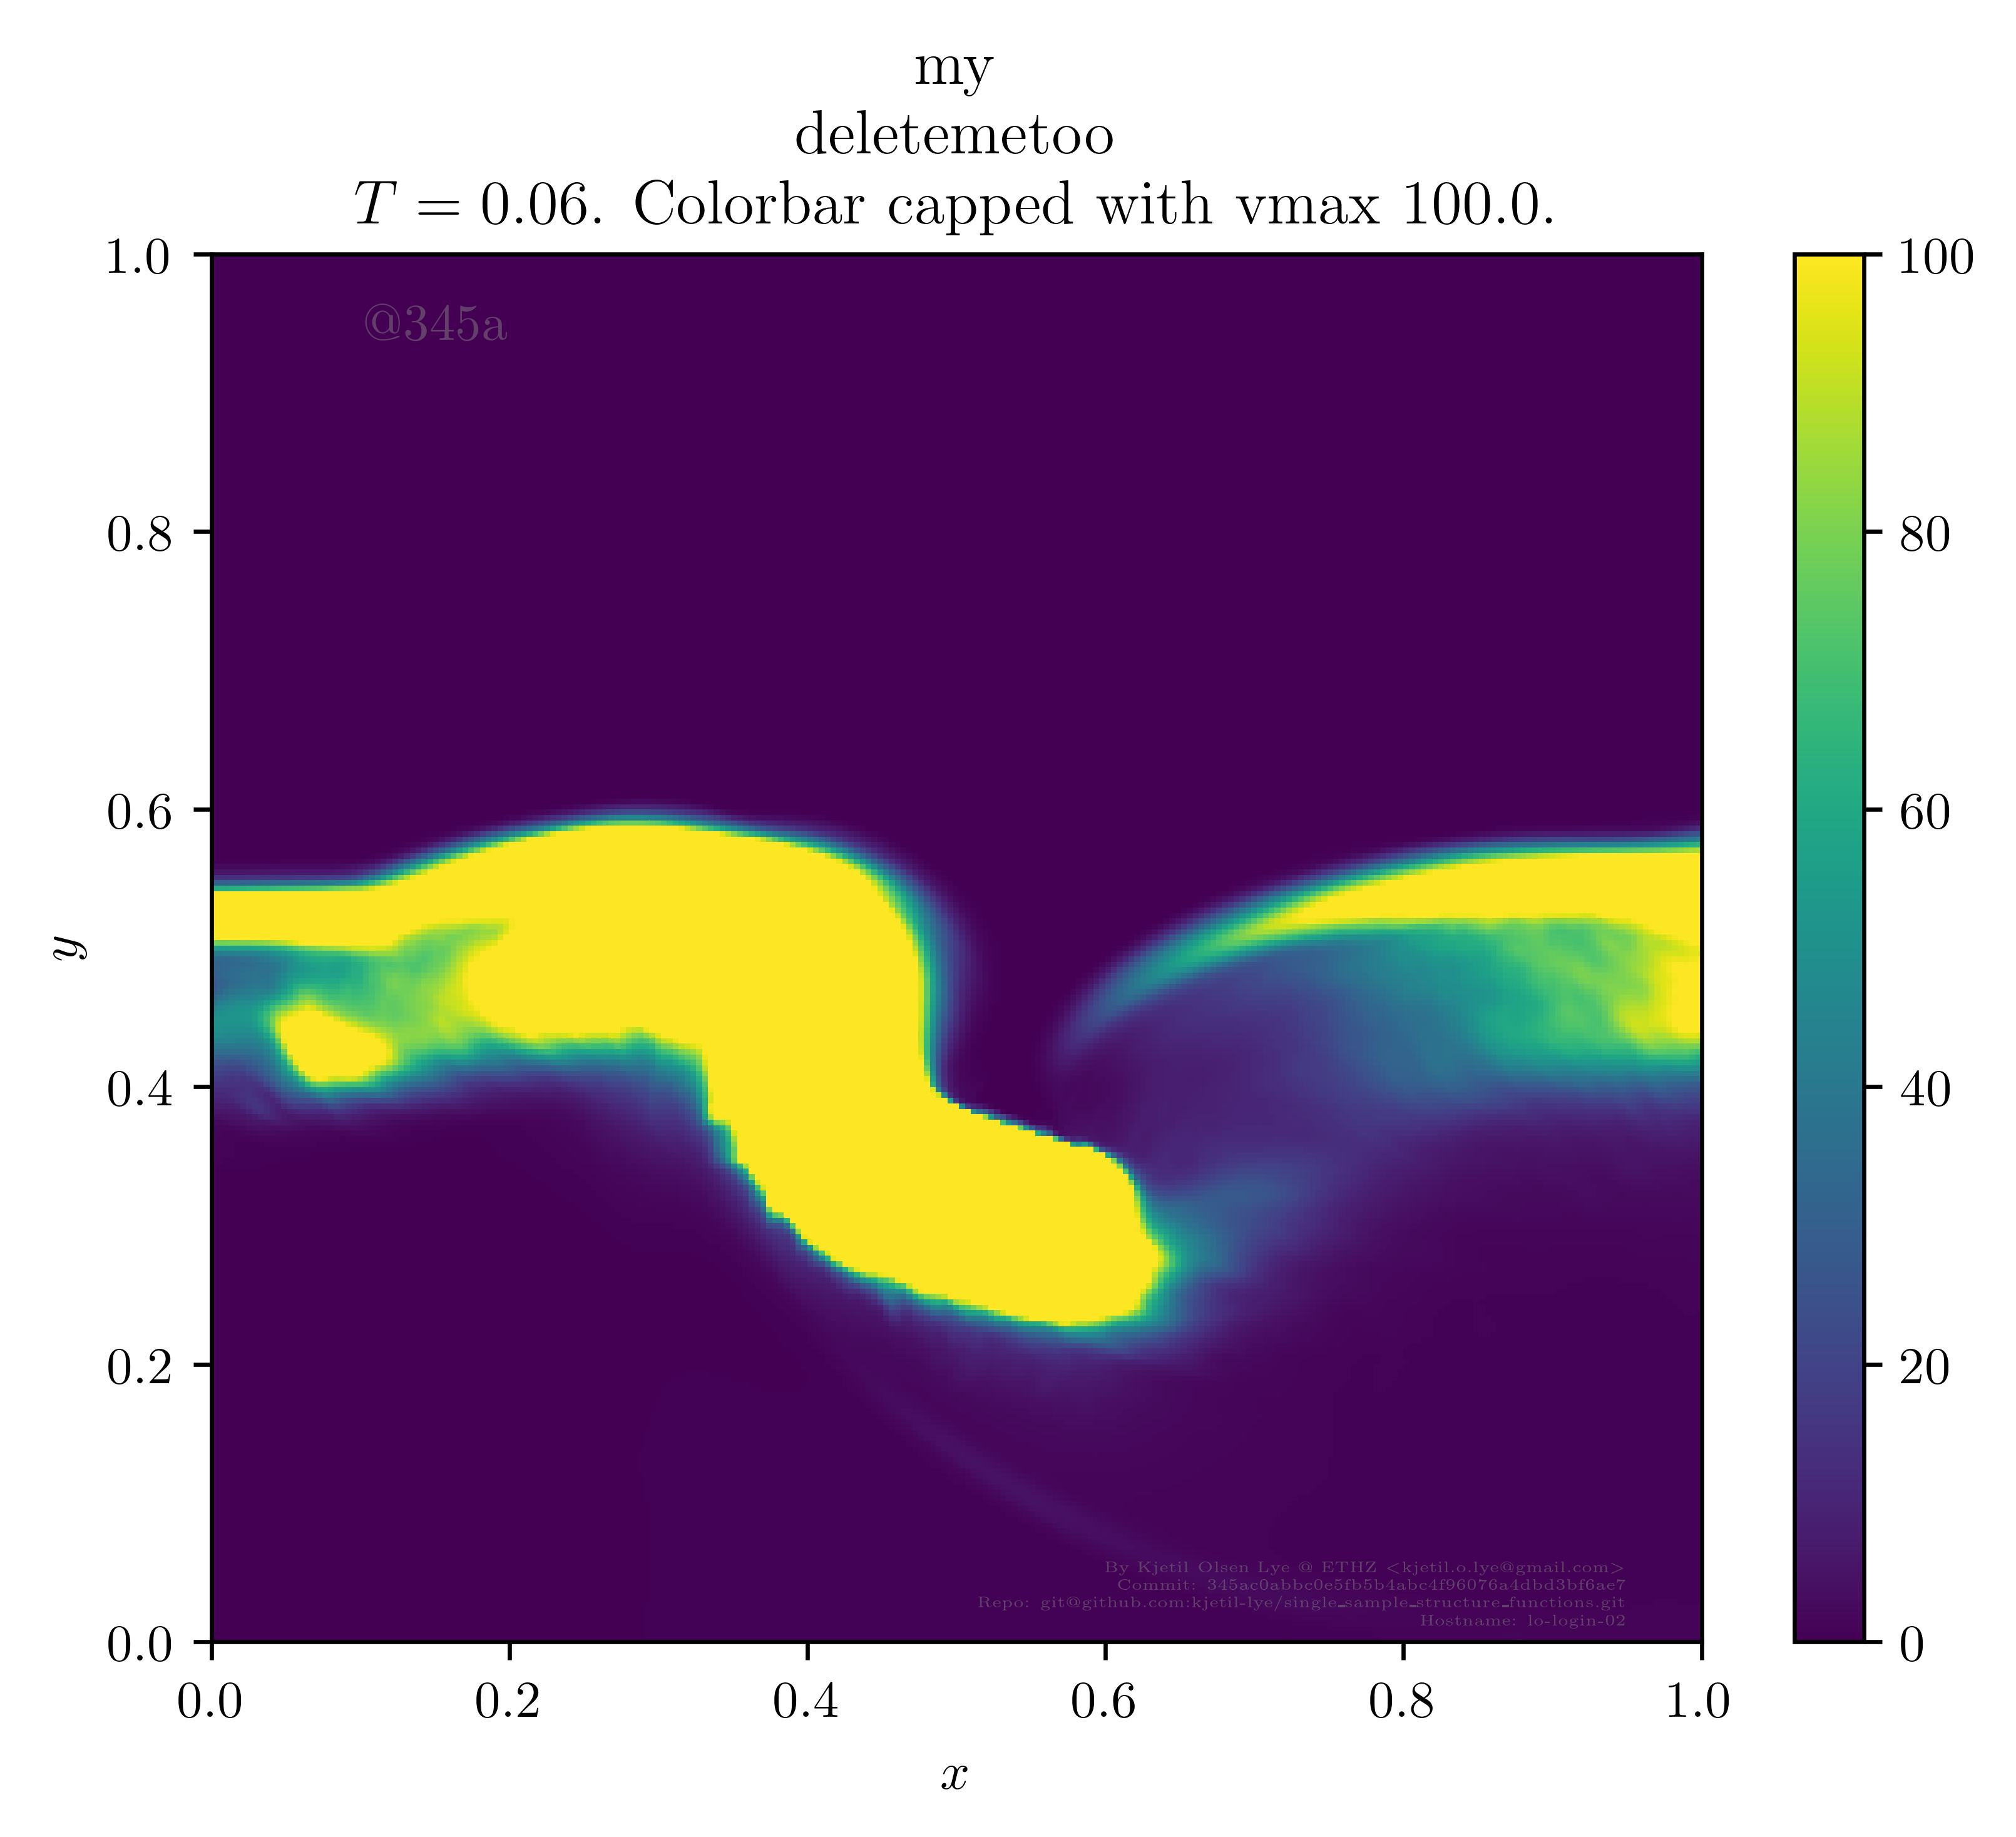 my
deletemetoo
T = 0.06. Colorbar capped with vmax 100.0.
1.0
0.8
0.6
0.4
0.2
0.0
y
@345a
By Kjetil Olsen Lye @ ETHZ <kjetil.o.lye@gmail.com>
Commit: 345ac0abbc0e5fb5b4abc4f96076a4dbd3bf6ae7
Repo: git@github.com:kjetil-lye/single_sample_structure_functions.git
Hostname: lo-login-02
0.0 0.2 0.4 0.6 0.8 1.0
x
100
80
60
40
20
0